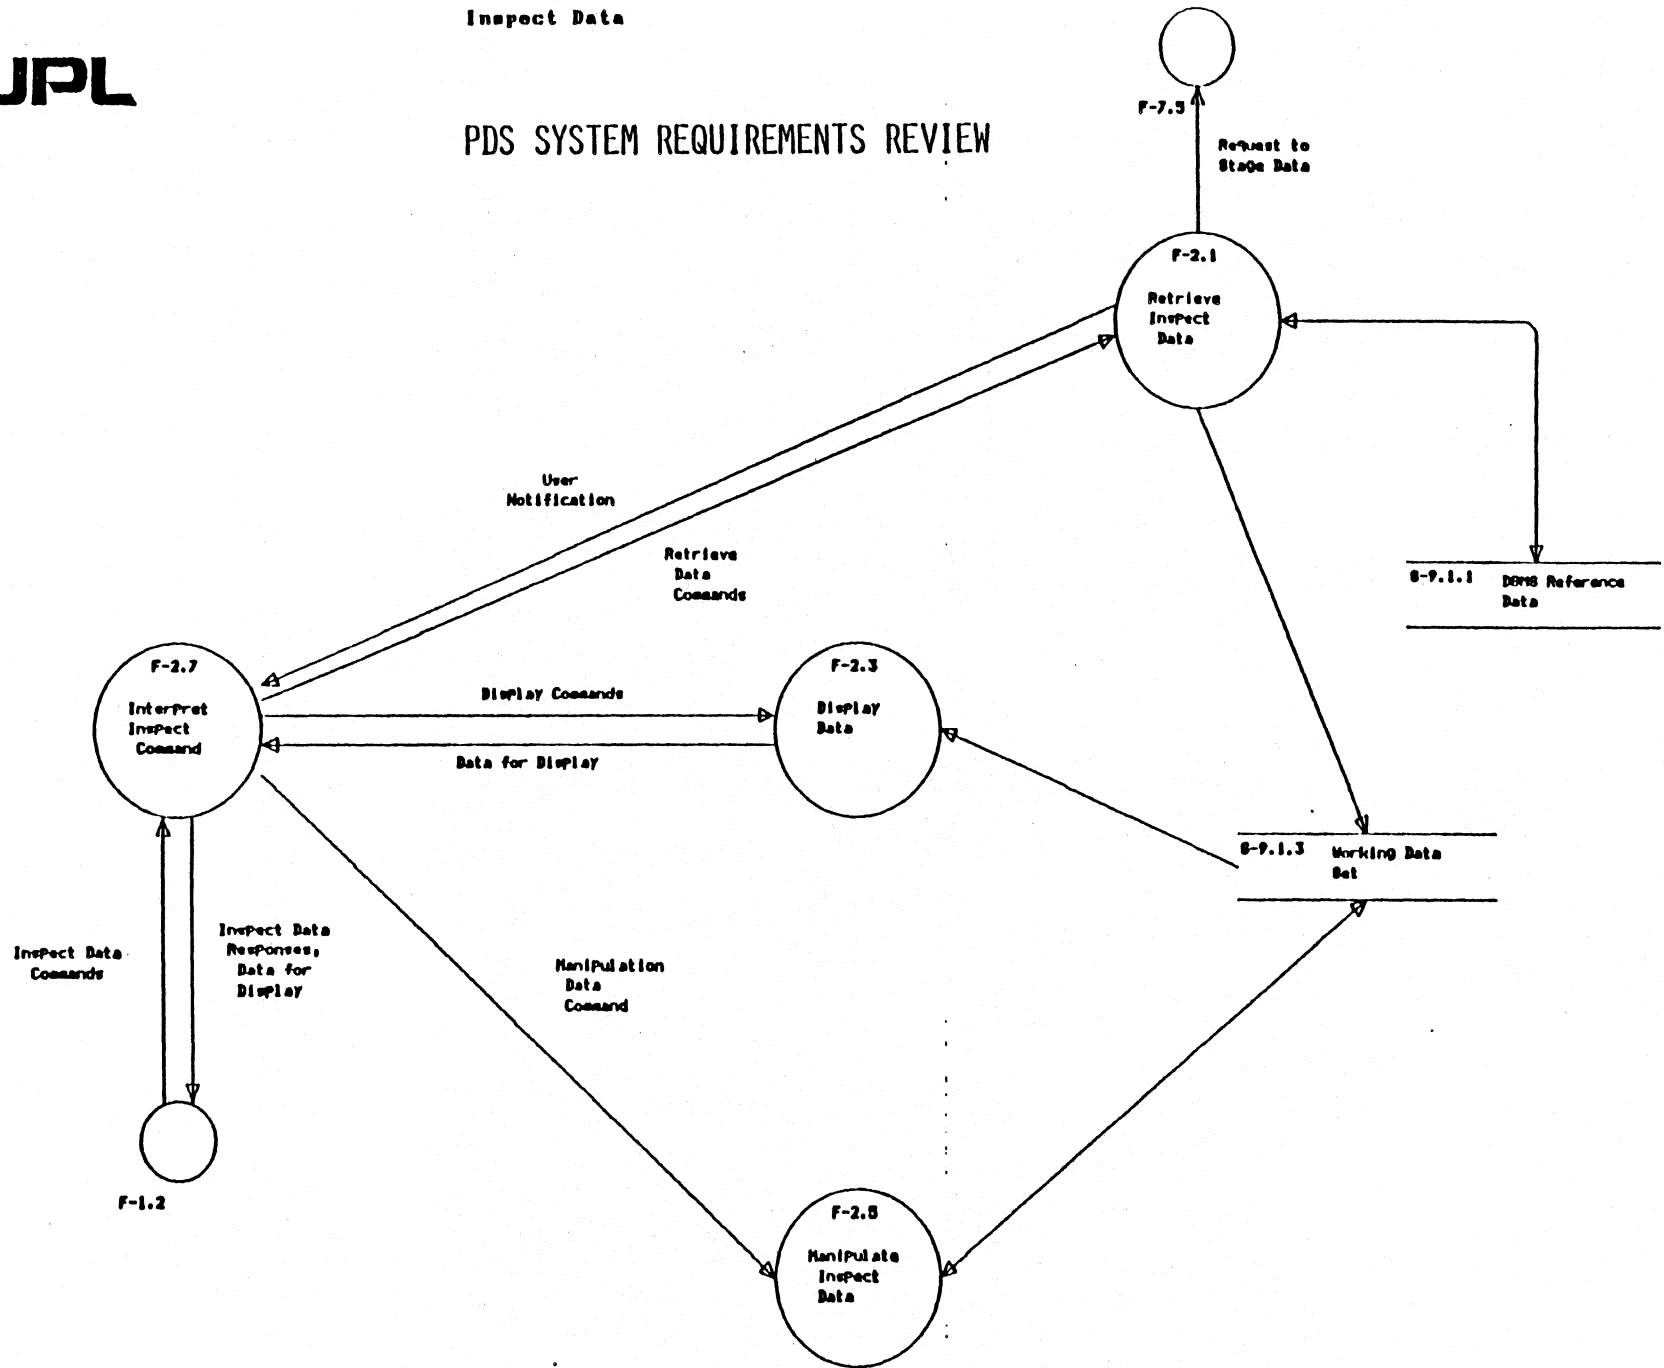 Inspect Data
JPL
PDS SYSTEM REQUIREMENTS REVIEW
F-7.5
Request to
Stage Data
F-2.1
Retrieve
Inspect
Data
User
Notification
Retrieve
Data
Commands
S-9.1.1 DBMS Reference
Data
F-2.7
Interpret
Inspect
Command
Display Commands
Data for Display
F-2.3
Display
Data
S-9.1.3 Working Data
Set
Inspect Data
Commands
Inspect Data
Responses,
Data for
Display
Manipulation
Data
Command
F-1.2
F-2.5
Manipulate
Inspect
Data